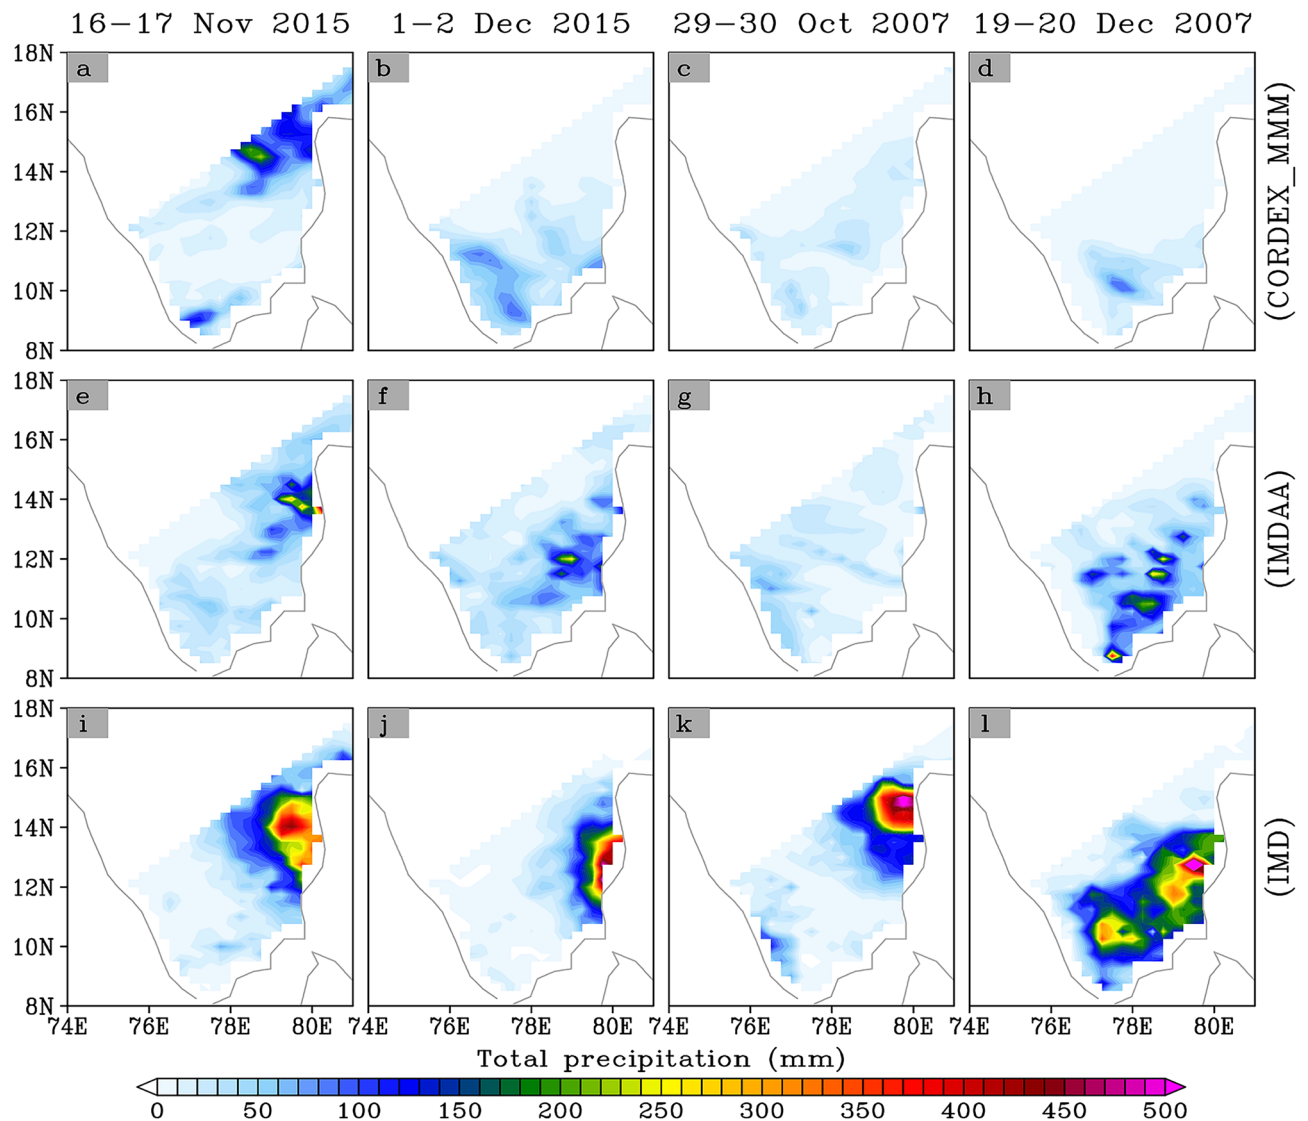 16−17 Nov 2015 1−2 Dec 2015 29−30 Oct 2007 19−20 Dec 2007
18N a b c d
16N
14N
12N
10N
8N
(CORDEX_MMM)
18N e f g h
16N
14N
12N
10N
8N
(IMDAA)
18N i j k l
16N
14N
12N
10N
8N
(IMD)
74E 76E 78E 80E 74E 76E 78E 80E 74E 76E 78E 80E 74E 76E 78E 80E
Total precipitation (mm)
0 50 100 150 200 250 300 350 400 450 500